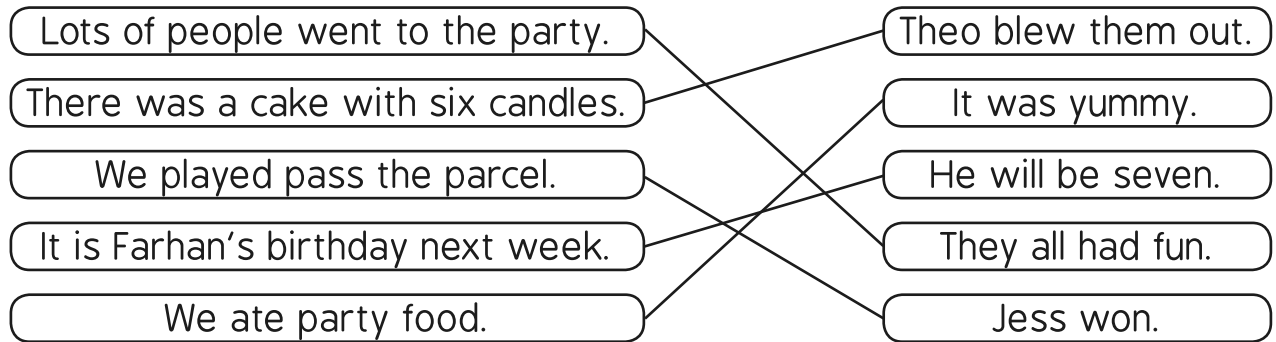 Lots of people went to the party.
Theo blew them out.
There was a cake with six candles.
It was yummy.
We played pass the parcel.
He will be seven.
It is Farhan's birthday next week.
They all had fun.
We ate party food.
Jess won.